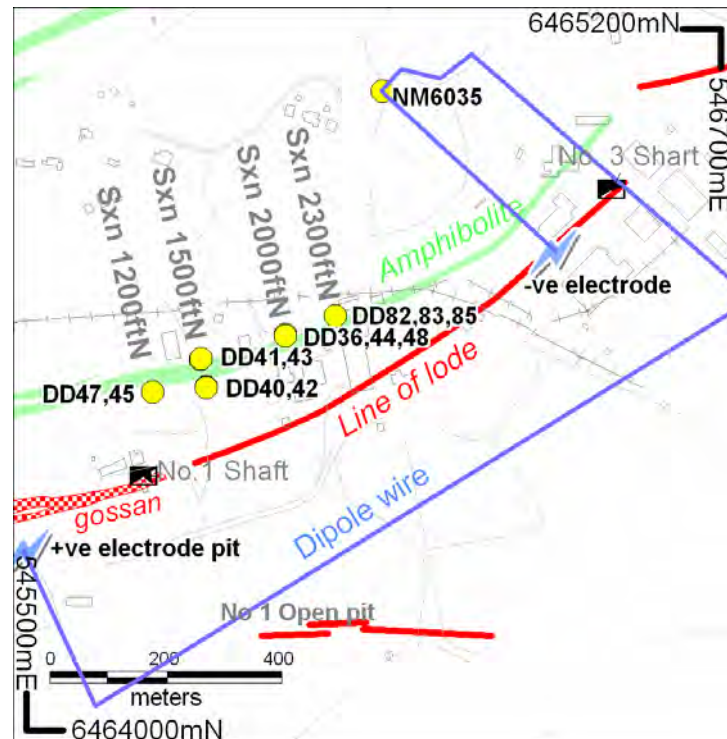 6465200mN
546700mE
NM6035
No. 3 Shart
Sxn 1200ftN
Sxn 1500ftN
Sxn 2000ftN
Sxn 2300ftN
Amphibolite
-ve electrode
DD82,83,85
DD36,44,48
DD41,43
DD47,45
DD40,42
Line of lode
No.1 Shaft
gossan
Dipole wire
+ve electrode pit
545500mE
No 1 Open pit
0 200 400
meters
6464000mN